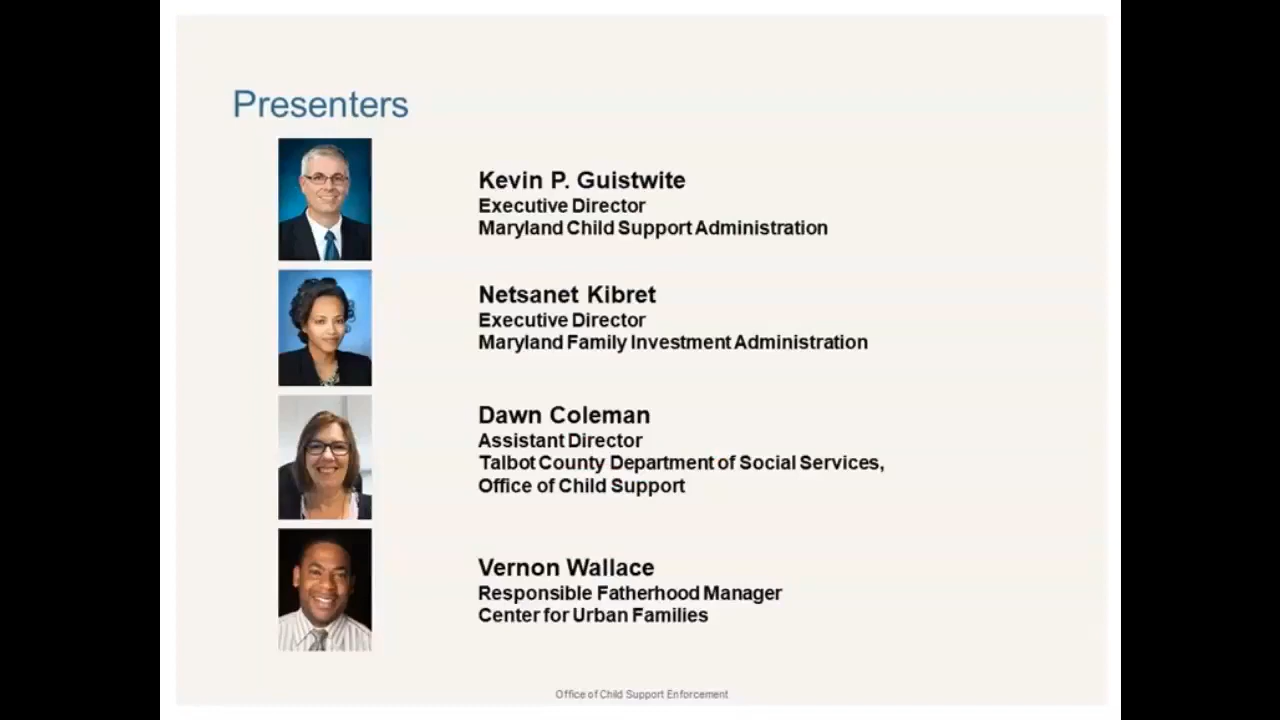 Presenters
Kevin P. Guistwite
Executive Director
Maryland Child Support Administration
Netsanet Kibret
Executive Director
Maryland Family Investment Administration
Dawn Coleman
Assistant Director
Talbot County Department of Social Services,
Office of Child Support
Vernon Wallace
Responsible Fatherhood Manager
Center for Urban Families
Office of Child Support Enforcement